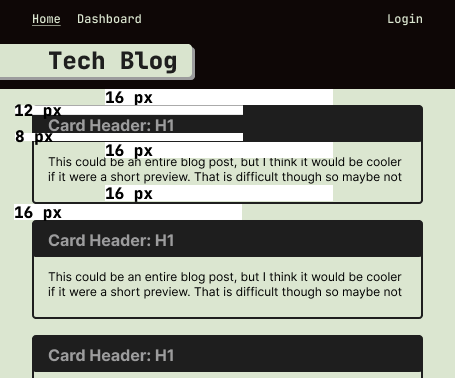 Home Dashboard Login
Tech Blog
16 px
12 px
Card Header: H1
8 px
16 px
This could be an entire blog post, but I think it would be cooler
if it were a short preview. That is difficult though so maybe not
16 px
16 px
Card Header: H1
This could be an entire blog post, but I think it would be cooler
if it were a short preview. That is difficult though so maybe not
Card Header: H1